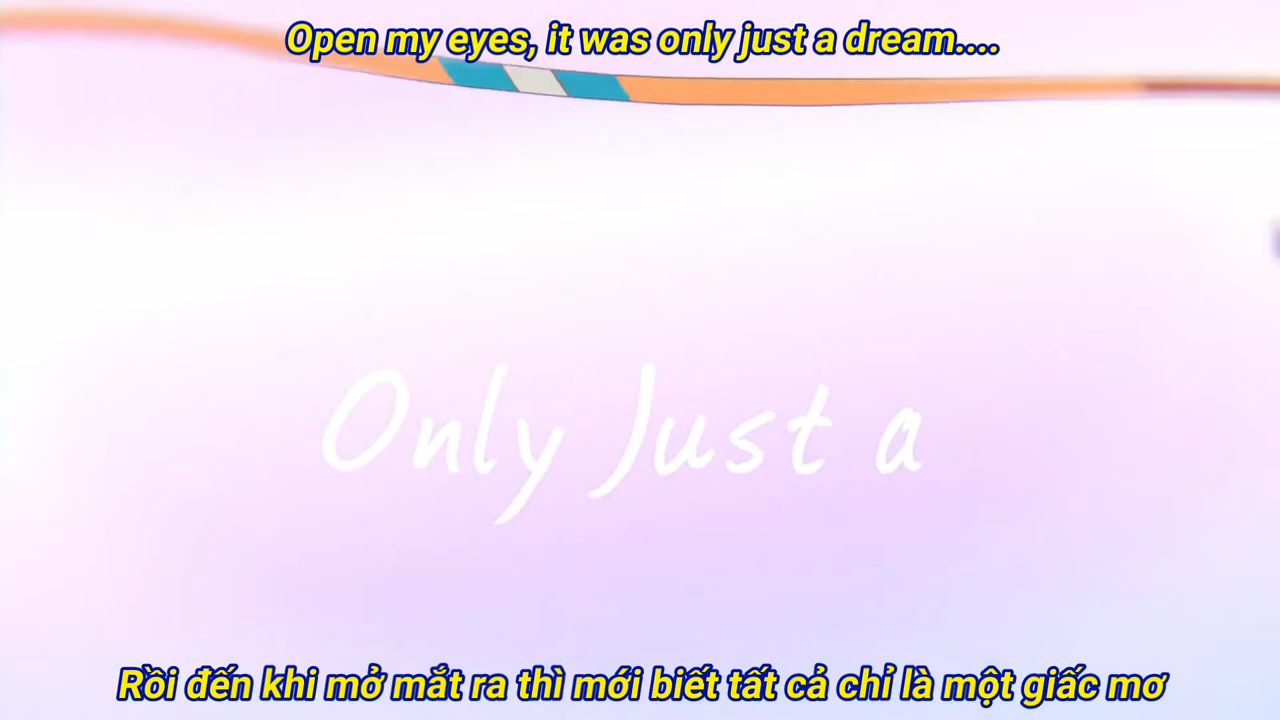 Open my eyes, it was only just a dream....
Only Just a
Rồi đến khi mở mắt ra thì mới biết tất cả chỉ là một giấc mơ